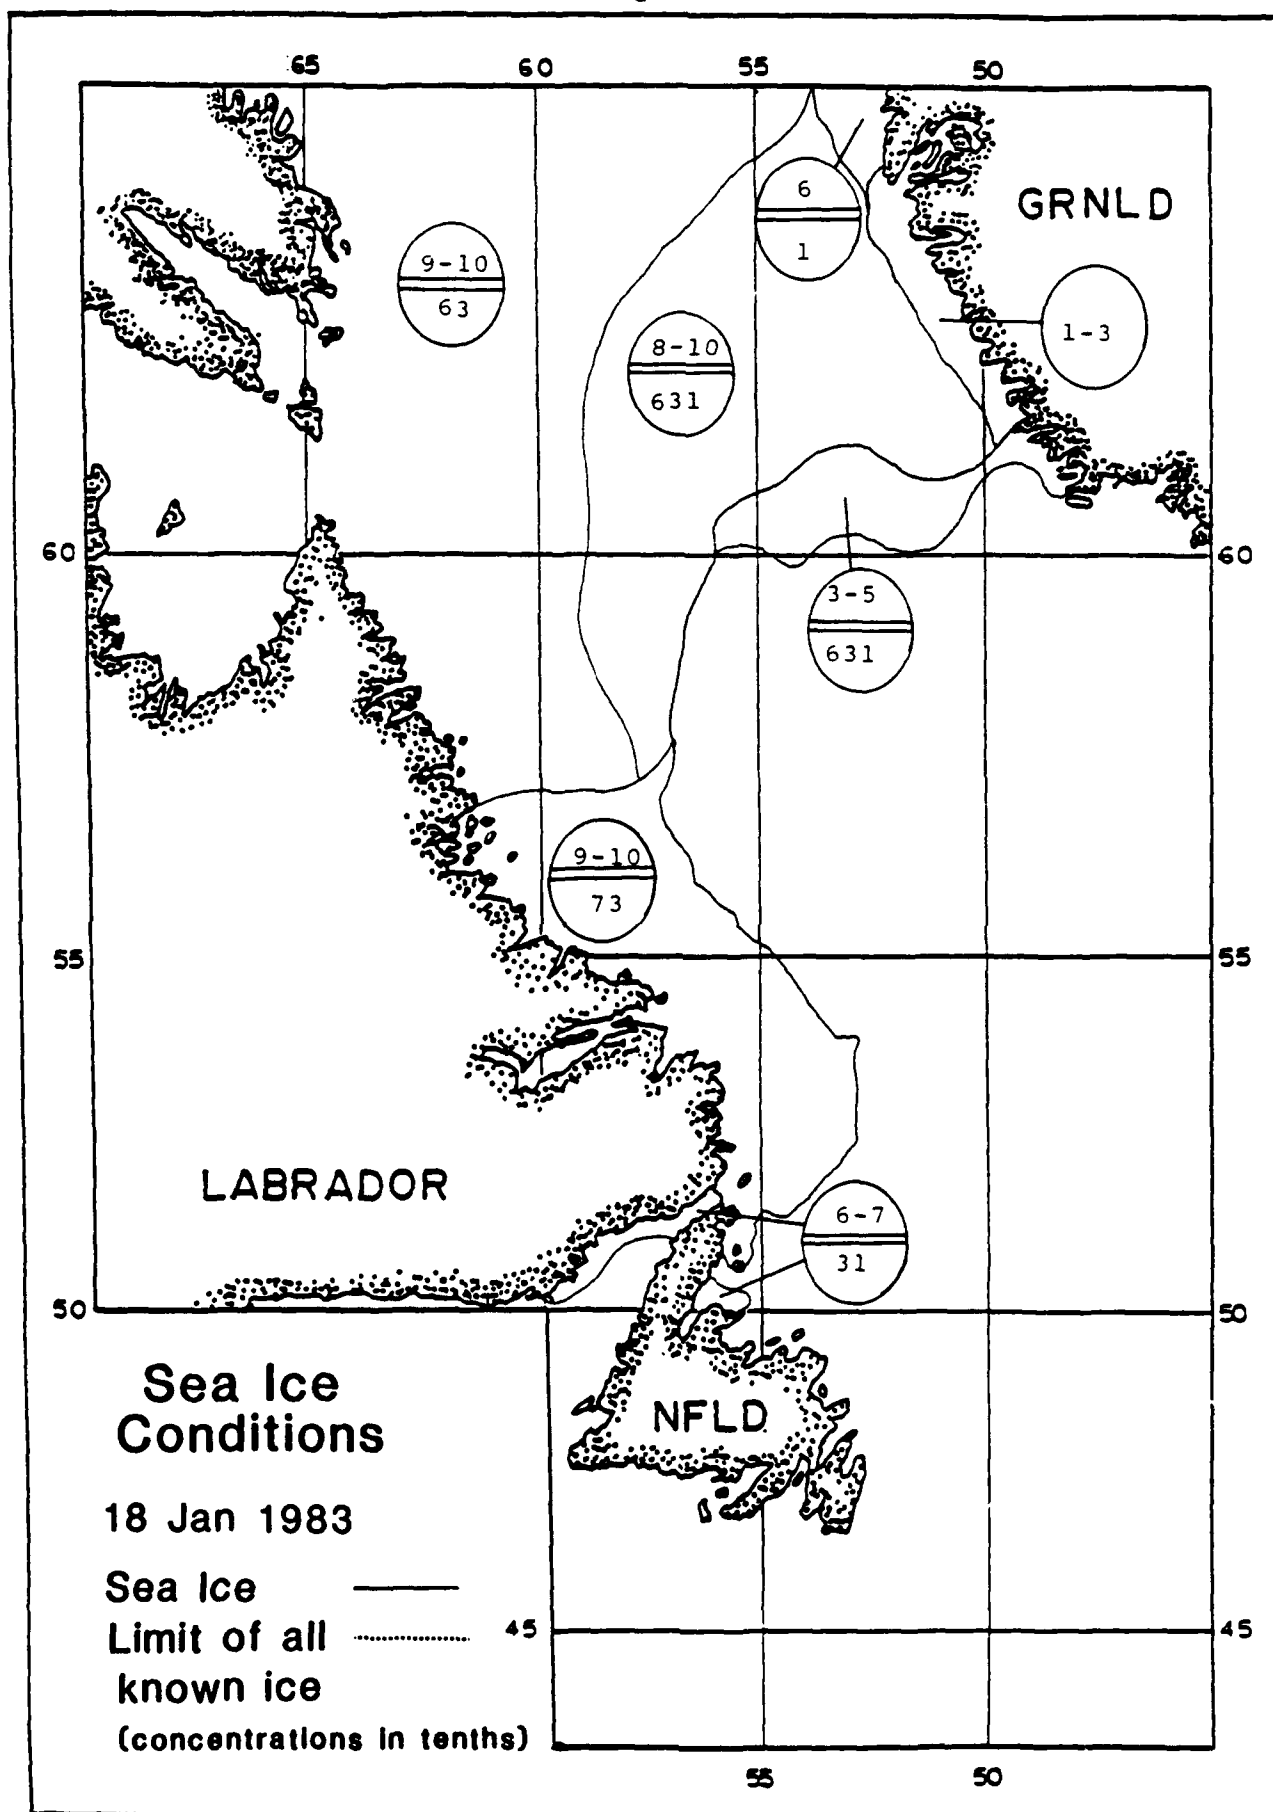 65 60 55 50
GRNLD
6
1
9-10
63
1-3
8-10
631
60 60
3-5
631
9-10
73
55 55
LABRADOR
6-7
31
50 50
Sea Ice
Conditions
NFLD
18 Jan 1983
Sea Ice
Limit of all
known ice
(concentrations in tenths)
45 45
55 50